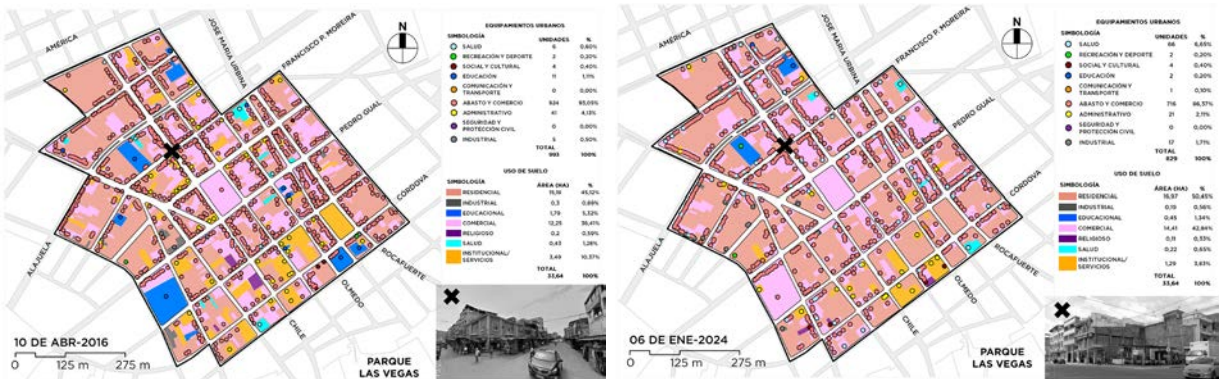 AMÉRICA
JOSE MARIA URBINA
FRANCISCO P. MOREIRA
PEDRO GUAL
CÓRDOVA
ROCAFUERTE
OLMEDO
CHILE
ALAJUELA
N
10 DE ABR-2016
0 125 m 275 m
PARQUE
LAS VEGAS
EQUIPAMIENTOS URBANOS
SIMBOLOGÍA UNIDADES %
SALUD 6 0,60%
RECREACIÓN Y DEPORTE 2 0,20%
SOCIAL Y CULTURAL 4 0,40%
EDUCACIÓN 11 1,11%
COMUNICACIÓN Y
TRANSPORTE 0 0,00%
ABASTO Y COMERCIO 924 93,05%
ADMINISTRATIVO 41 4,13%
SEGURIDAD Y
PROTECCIÓN CIVIL 0 0,00%
INDUSTRIAL 5 0,50%
TOTAL
993 100%
USO DE SUELO
SIMBOLOGÍA ÁREA (HA) %
RESIDENCIAL 15,18 45,12%
INDUSTRIAL 0,3 0,89%
EDUCACIONAL 1,79 5,32%
COMERCIAL 12,25 36,41%
RELIGIOSO 0,2 0,59%
SALUD 0,43 1,28%
INSTITUCIONAL/
SERVICIOS 3,49 10,37%
TOTAL
33,64 100%
AMÉRICA
JOSE MARIA URBINA
FRANCISCO P. MOREIRA
PEDRO GUAL
CÓRDOVA
ROCAFUERTE
OLMEDO
CHILE
ALAJUELA
N
06 DE ENE-2024
0 125 m 275 m
PARQUE
LAS VEGAS
EQUIPAMIENTOS URBANOS
SIMBOLOGÍA UNIDADES %
SALUD 66 6,65%
RECREACIÓN Y DEPORTE 2 0,20%
SOCIAL Y CULTURAL 4 0,40%
EDUCACIÓN 2 0,20%
COMUNICACIÓN Y
TRANSPORTE 1 0,10%
ABASTO Y COMERCIO 716 86,37%
ADMINISTRATIVO 21 2,11%
SEGURIDAD Y
PROTECCIÓN CIVIL 0 0,00%
INDUSTRIAL 17 1,71%
TOTAL
829 100%
USO DE SUELO
SIMBOLOGÍA ÁREA (HA) %
RESIDENCIAL 16,97 50,45%
INDUSTRIAL 0,19 0,56%
EDUCACIONAL 0,45 1,34%
COMERCIAL 14,41 42,84%
RELIGIOSO 0,11 0,33%
SALUD 0,22 0,65%
INSTITUCIONAL/
SERVICIOS 1,29 3,83%
TOTAL
33,64 100%